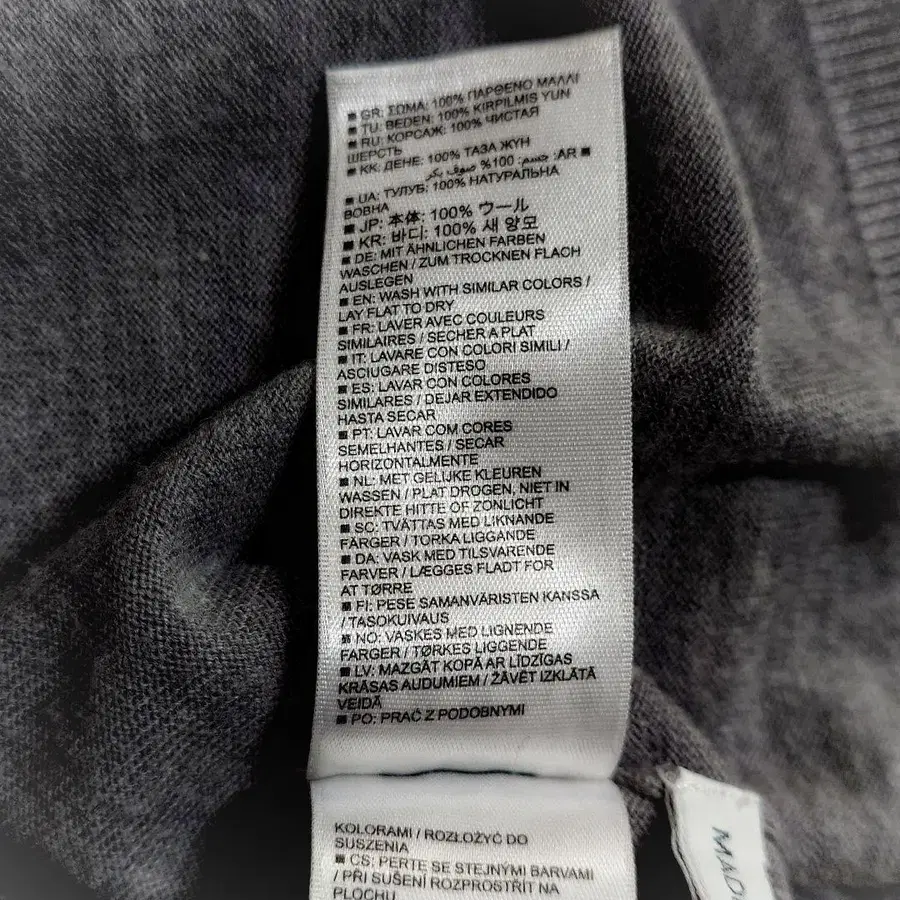 ■ GR: ΣΩΜΑ: 100% ΠΑΡΘΕΝΟ ΜΑΛΛΙ
■ TU: BEDEN: 100% KIRPILMIS YUN
■ RU: КОРСАЖ: 100% ЧИСТАЯ
ШЕРСТЬ
■ KK: ДЕНЕ: 100% ТАЗА ЖҮН
■ AR: جسم: 100% صوف بكر
■ UA: ТУЛУБ: 100% НАТУРАЛЬНА
ВОВНА
■ JP: 本体: 100% ウール
■ KR: 바디: 100% 새 양모
■ DE: MIT ÄHNLICHEN FARBEN
WASCHEN / ZUM TROCKNEN FLACH
AUSLEGEN
■ EN: WASH WITH SIMILAR COLORS /
LAY FLAT TO DRY
■ FR: LAVER AVEC COULEURS
SIMILAIRES / SECHER A PLAT
■ IT: LAVARE CON COLORI SIMILI /
ASCIUGARE DISTESO
■ ES: LAVAR CON COLORES
SIMILARES / DEJAR EXTENDIDO
HASTA SECAR
■ PT: LAVAR COM CORES
SEMELHANTES / SECAR
HORIZONTALMENTE
■ NL: MET GELIJKE KLEUREN
WASSEN / PLAT DROGEN, NIET IN
DIREKTE HITTE OF ZONLICHT
■ SC: TVÄTTAS MED LIKNANDE
FÄRGER / TORKA LIGGANDE
■ DA: VASK MED TILSVARENDE
FARVER / LÆGGES FLADT FOR
AT TØRRE
■ FI: PESE SAMANVÄRISTEN KANSSA
/ TASOKUIVAUS
■ NO: VASKES MED LIGNENDE
FARGER / TØRKES LIGGENDE
■ LV: MAZGĀT KOPĀ AR LĪDZĪGAS
KRĀSAS AUDUMIEM / ŽĀVĒT IZKLĀTĀ
VEIDĀ
■ PO: PRAĆ Z PODOBNYMI
KOLORAMI / ROZŁOŻYĆ DO
SUSZENIA
■ CS: PERTE SE STEJNÝMI BARVAMI
/ PŘI SUŠENÍ ROZPROSTŘÍT NA
PLOCHU